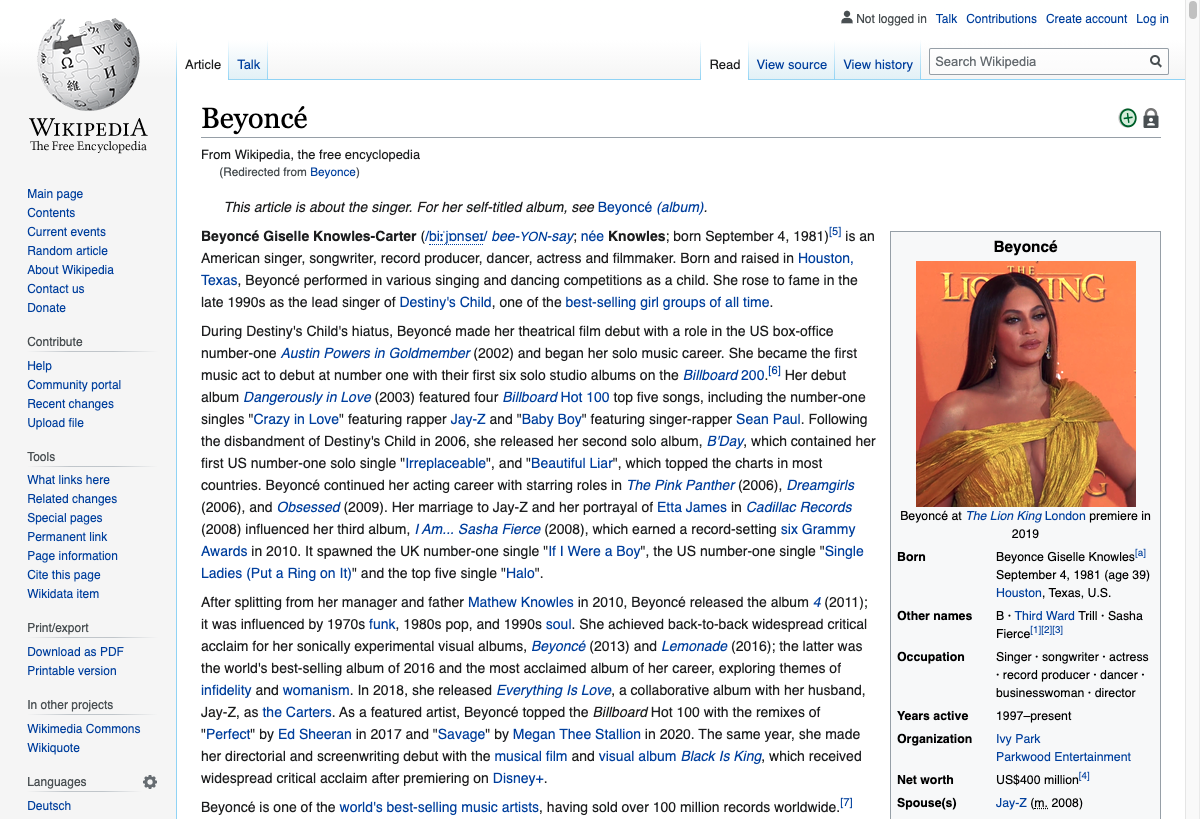 Not logged in Talk Contributions Create account Log in
Article Talk Read View source View history Search Wikipedia
WIKIPEDIA
The Free Encyclopedia
Main page
Contents
Current events
Random article
About Wikipedia
Contact us
Donate
Contribute
Help
Community portal
Recent changes
Upload file
Tools
What links here
Related changes
Special pages
Permanent link
Page information
Cite this page
Wikidata item
Print/export
Download as PDF
Printable version
In other projects
Wikimedia Commons
Wikiquote
Languages
Deutsch
Beyoncé
From Wikipedia, the free encyclopedia
(Redirected from Beyonce)
This article is about the singer. For her self-titled album, see Beyoncé (album).
Beyoncé Giselle Knowles-Carter (/biːˈjɒnseɪ/ bee-YON-say; née Knowles; born September 4, 1981)[5] is an
American singer, songwriter, record producer, dancer, actress and filmmaker. Born and raised in Houston,
Texas, Beyoncé performed in various singing and dancing competitions as a child. She rose to fame in the
late 1990s as the lead singer of Destiny's Child, one of the best-selling girl groups of all time.
During Destiny's Child's hiatus, Beyoncé made her theatrical film debut with a role in the US box-office
number-one Austin Powers in Goldmember (2002) and began her solo music career. She became the first
music act to debut at number one with their first six solo studio albums on the Billboard 200.[6] Her debut
album Dangerously in Love (2003) featured four Billboard Hot 100 top five songs, including the number-one
singles "Crazy in Love" featuring rapper Jay-Z and "Baby Boy" featuring singer-rapper Sean Paul. Following
the disbandment of Destiny's Child in 2006, she released her second solo album, B'Day, which contained her
first US number-one solo single "Irreplaceable", and "Beautiful Liar", which topped the charts in most
countries. Beyoncé continued her acting career with starring roles in The Pink Panther (2006), Dreamgirls
(2006), and Obsessed (2009). Her marriage to Jay-Z and her portrayal of Etta James in Cadillac Records
(2008) influenced her third album, I Am... Sasha Fierce (2008), which earned a record-setting six Grammy
Awards in 2010. It spawned the UK number-one single "If I Were a Boy", the US number-one single "Single
Ladies (Put a Ring on It)" and the top five single "Halo".
After splitting from her manager and father Mathew Knowles in 2010, Beyoncé released the album 4 (2011);
it was influenced by 1970s funk, 1980s pop, and 1990s soul. She achieved back-to-back widespread critical
acclaim for her sonically experimental visual albums, Beyoncé (2013) and Lemonade (2016); the latter was
the world's best-selling album of 2016 and the most acclaimed album of her career, exploring themes of
infidelity and womanism. In 2018, she released Everything Is Love, a collaborative album with her husband,
Jay-Z, as the Carters. As a featured artist, Beyoncé topped the Billboard Hot 100 with the remixes of
"Perfect" by Ed Sheeran in 2017 and "Savage" by Megan Thee Stallion in 2020. The same year, she made
her directorial and screenwriting debut with the musical film and visual album Black Is King, which received
widespread critical acclaim after premiering on Disney+.
Beyoncé is one of the world's best-selling music artists, having sold over 100 million records worldwide.[7]
Beyoncé
THE
LION KING
Beyoncé at The Lion King London premiere in
2019
Born Beyonce Giselle Knowles[a]
September 4, 1981 (age 39)
Houston, Texas, U.S.
Other names B · Third Ward Trill · Sasha
Fierce[1][2][3]
Occupation Singer · songwriter · actress
· record producer · dancer ·
businesswoman · director
Years active 1997–present
Organization Ivy Park
Parkwood Entertainment
Net worth US$400 million[4]
Spouse(s) Jay-Z (m. 2008)